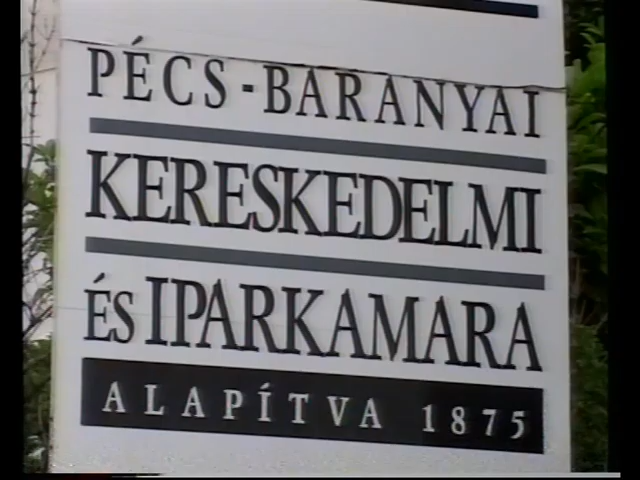 PÉCS-BARANYAI
KERESKEDELMI
ÉS IPARKAMARA
ALAPÍTVA 1875